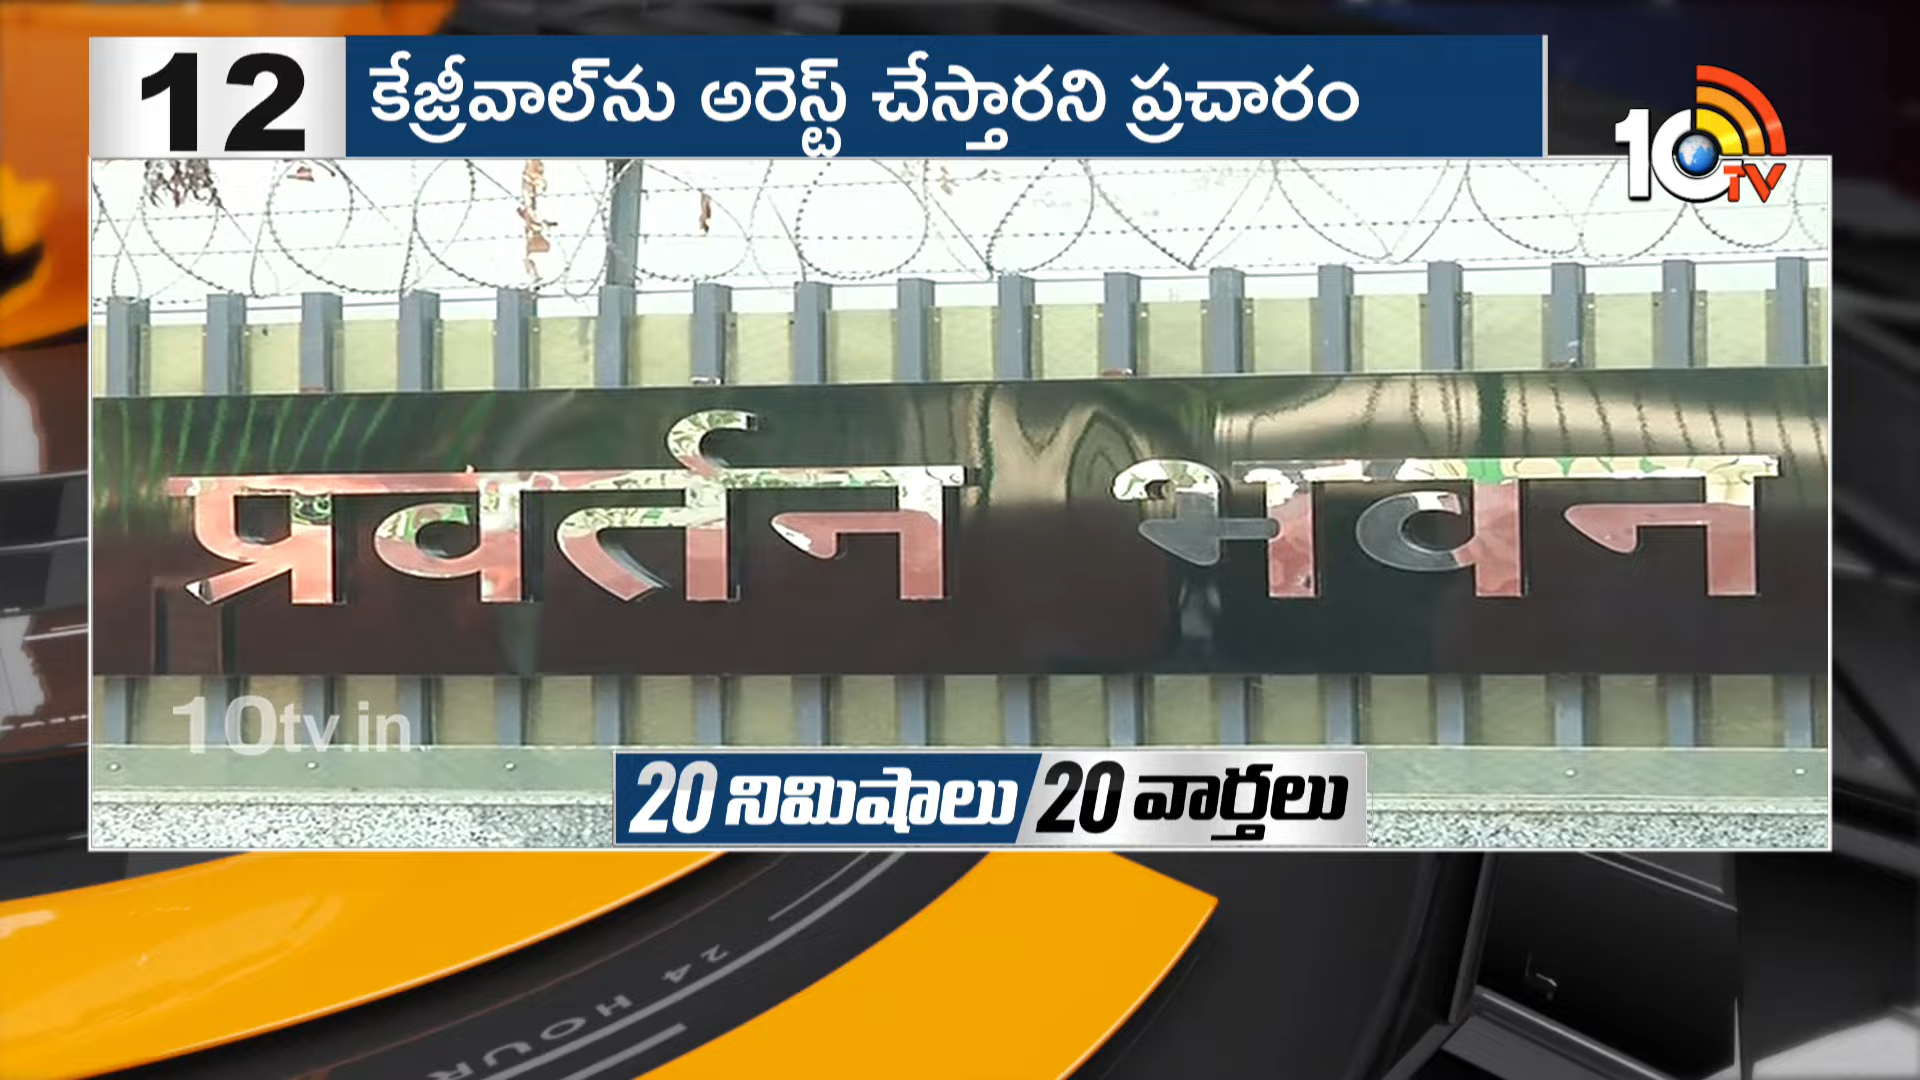 12 కేజ్రీవాల్‌ను అరెస్ట్ చేస్తారని ప్రచారం
10TV
प्रवर्तन भवन
10tv.in
20 నిమిషాలు 20 వార్తలు
24 HOUR